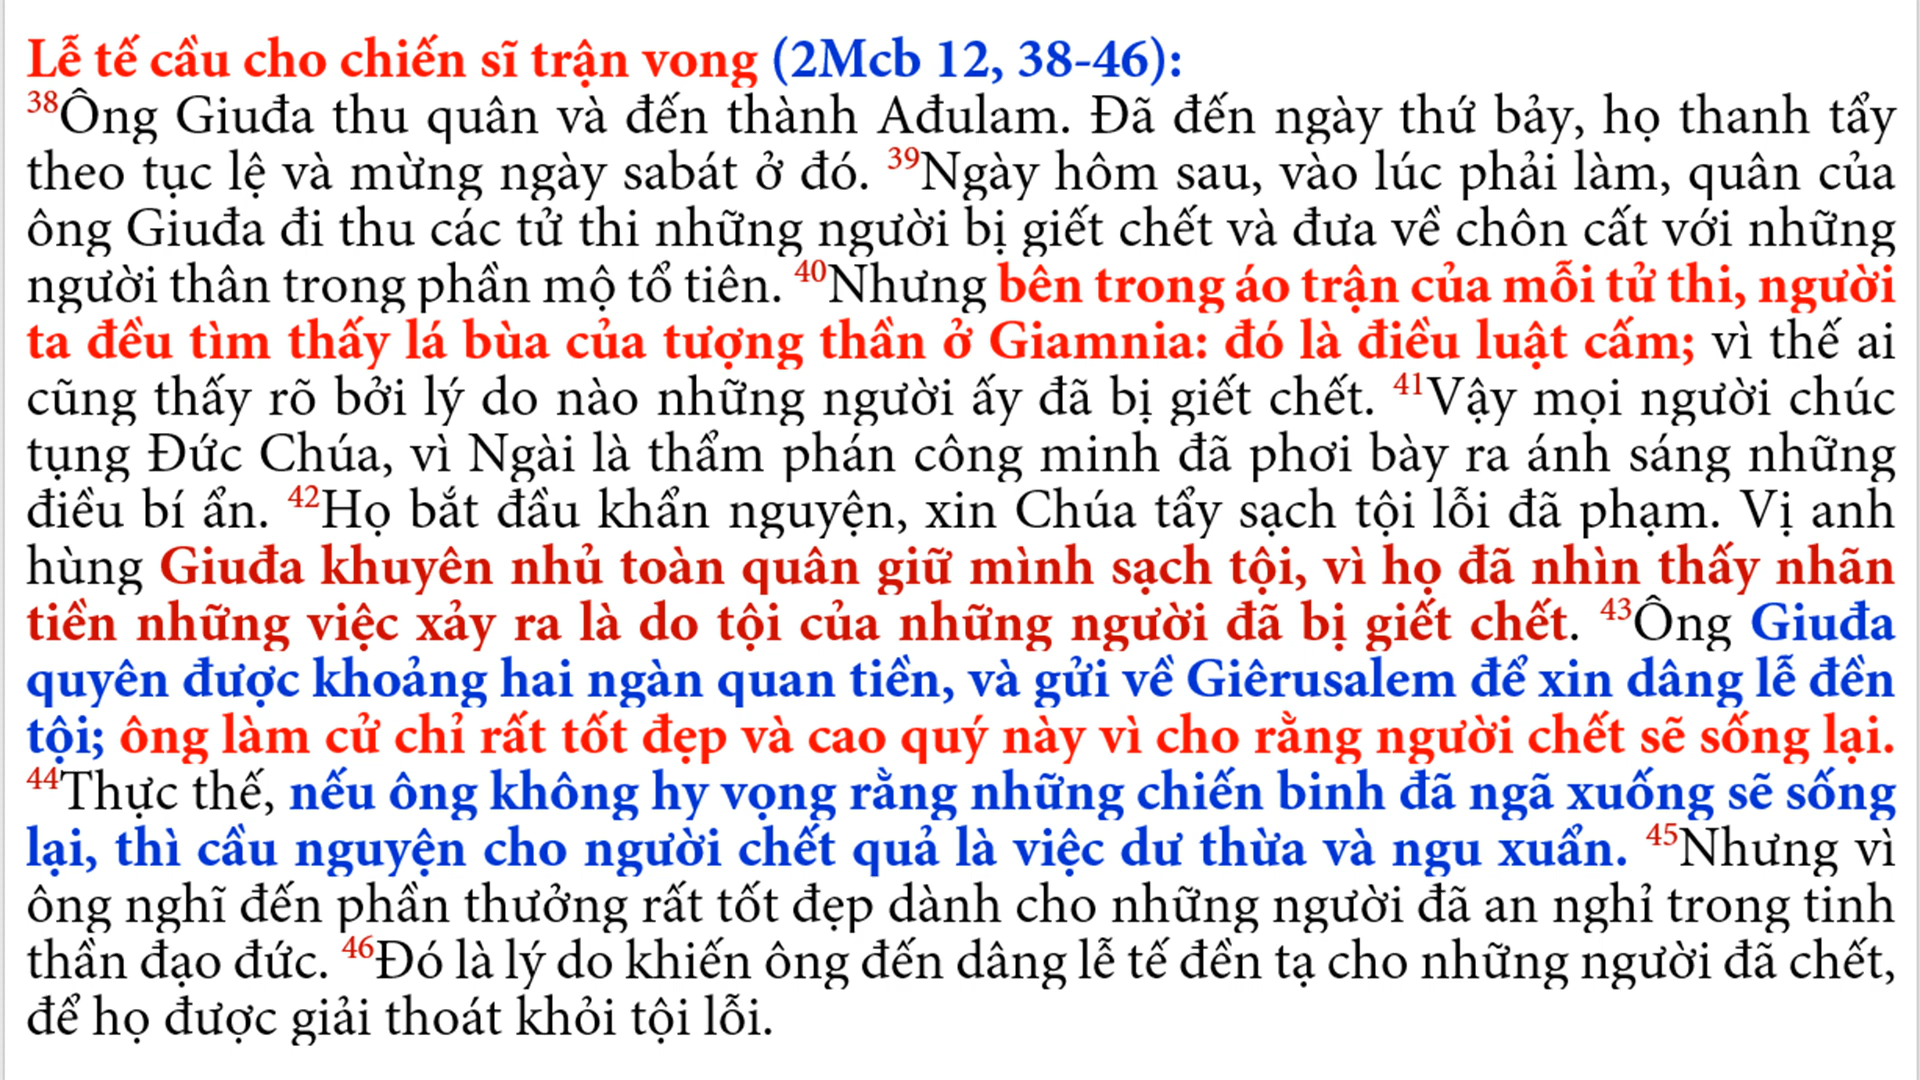 Lễ tế cầu cho chiến sĩ trận vong (2Mcb 12, 38-46):
38Ông Giuđa thu quân và đến thành Ađulam. Đã đến ngày thứ bảy, họ thanh tẩy
theo tục lệ và mừng ngày sabát ở đó. 39Ngày hôm sau, vào lúc phải làm, quân của
ông Giuđa đi thu các tử thi những người bị giết chết và đưa về chôn cất với những
người thân trong phần mộ tổ tiên. 40Nhưng bên trong áo trận của mỗi tử thi, người
ta đều tìm thấy lá bùa của tượng thần ở Giamnia: đó là điều luật cấm; vì thế ai
cũng thấy rõ bởi lý do nào những người ấy đã bị giết chết. 41Vậy mọi người chúc
tụng Đức Chúa, vì Ngài là thẩm phán công minh đã phơi bày ra ánh sáng những
điều bí ẩn. 42Họ bắt đầu khẩn nguyện, xin Chúa tẩy sạch tội lỗi đã phạm. Vị anh
hùng Giuđa khuyên nhủ toàn quân giữ mình sạch tội, vì họ đã nhìn thấy nhãn
tiền những việc xảy ra là do tội của những người đã bị giết chết. 43Ông Giuđa
quyên được khoảng hai ngàn quan tiền, và gửi về Giêrusalem để xin dâng lễ đền
tội; ông làm cử chỉ rất tốt đẹp và cao quý này vì cho rằng người chết sẽ sống lại.
44Thực thế, nếu ông không hy vọng rằng những chiến binh đã ngã xuống sẽ sống
lại, thì cầu nguyện cho người chết quả là việc dư thừa và ngu xuẩn. 45Nhưng vì
ông nghĩ đến phần thưởng rất tốt đẹp dành cho những người đã an nghỉ trong tinh
thần đạo đức. 46Đó là lý do khiến ông đến dâng lễ tế đền tạ cho những người đã chết,
để họ được giải thoát khỏi tội lỗi.